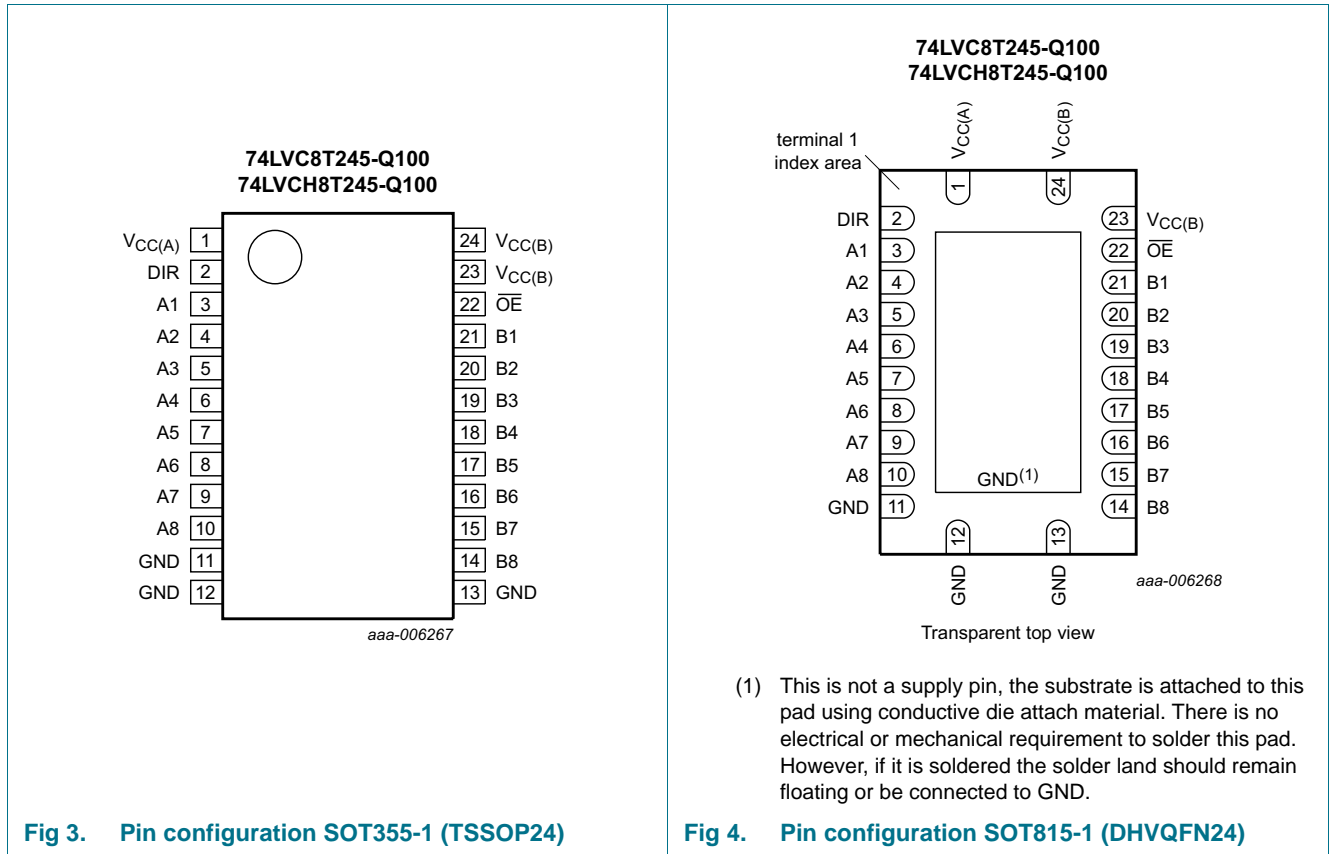 74LVC8T245-Q100
74LVCH8T245-Q100
VCC(A) 1 24 VCC(B)
DIR 2 23 VCC(B)
A1 3 22 OE
A2 4 21 B1
A3 5 20 B2
A4 6 19 B3
A5 7 18 B4
A6 8 17 B5
A7 9 16 B6
A8 10 15 B7
GND 11 14 B8
GND 12 13 GND
aaa-006267
Fig 3. Pin configuration SOT355-1 (TSSOP24)
74LVC8T245-Q100
74LVCH8T245-Q100
terminal 1
index area
VCC(A) VCC(B)
1 24
DIR 2 23 VCC(B)
A1 3 22 OE
A2 4 21 B1
A3 5 20 B2
A4 6 19 B3
A5 7 18 B4
A6 8 17 B5
A7 9 16 B6
A8 10 GND(1) 15 B7
GND 11 14 B8
12 13
GND GND
aaa-006268
Transparent top view
(1) This is not a supply pin, the substrate is attached to this
pad using conductive die attach material. There is no
electrical or mechanical requirement to solder this pad.
However, if it is soldered the solder land should remain
floating or be connected to GND.
Fig 4. Pin configuration SOT815-1 (DHVQFN24)